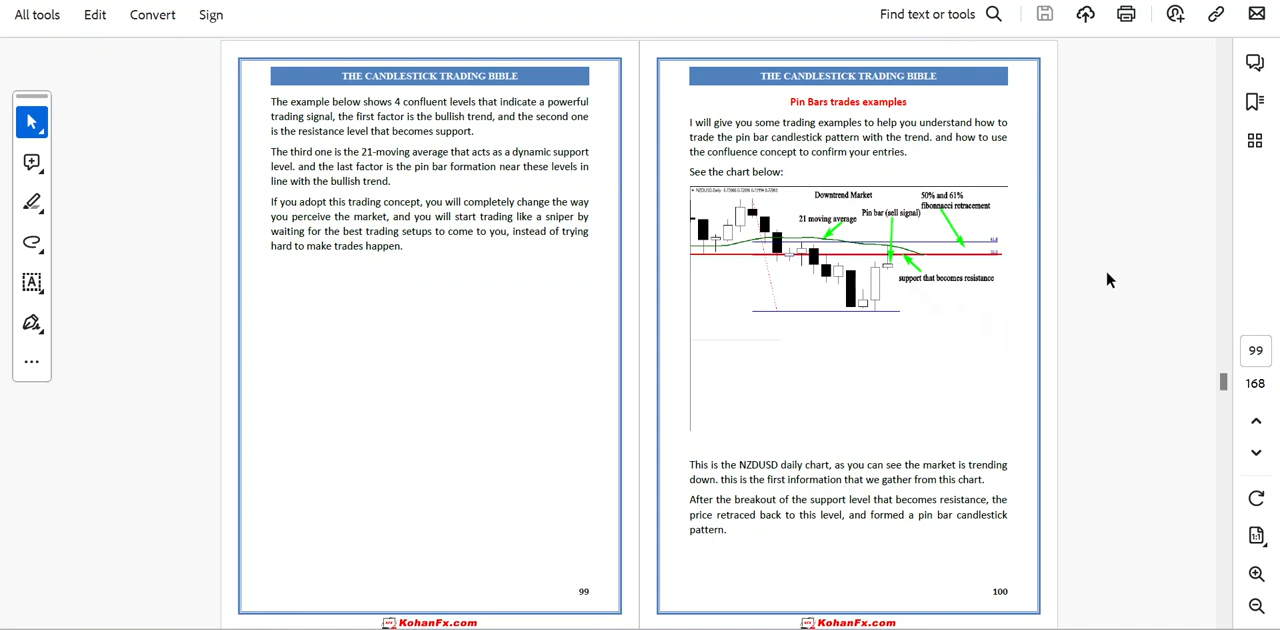 All tools Edit Convert Sign Find text or tools
THE CANDLESTICK TRADING BIBLE
The example below shows 4 confluent levels that indicate a powerful
trading signal, the first factor is the bullish trend, and the second one
is the resistance level that becomes support.
The third one is the 21-moving average that acts as a dynamic support
level. and the last factor is the pin bar formation near these levels in
line with the bullish trend.
If you adopt this trading concept, you will completely change the way
you perceive the market, and you will start trading like a sniper by
waiting for the best trading setups to come to you, instead of trying
hard to make trades happen.
99
KohanFx.com
THE CANDLESTICK TRADING BIBLE
Pin Bars trades examples
I will give you some trading examples to help you understand how to
trade the pin bar candlestick pattern with the trend. and how to use
the confluence concept to confirm your entries.
See the chart below:
NZDUSD.Daily
Downtrend Market
50% and 61%
fibonacci retracement
Pin bar (sell signal)
21 moving average
support that becomes resistance
This is the NZDUSD daily chart, as you can see the market is trending
down. this is the first information that we gather from this chart.
After the breakout of the support level that becomes resistance, the
price retraced back to this level, and formed a pin bar candlestick
pattern.
100
KohanFx.com
99
168
1:1